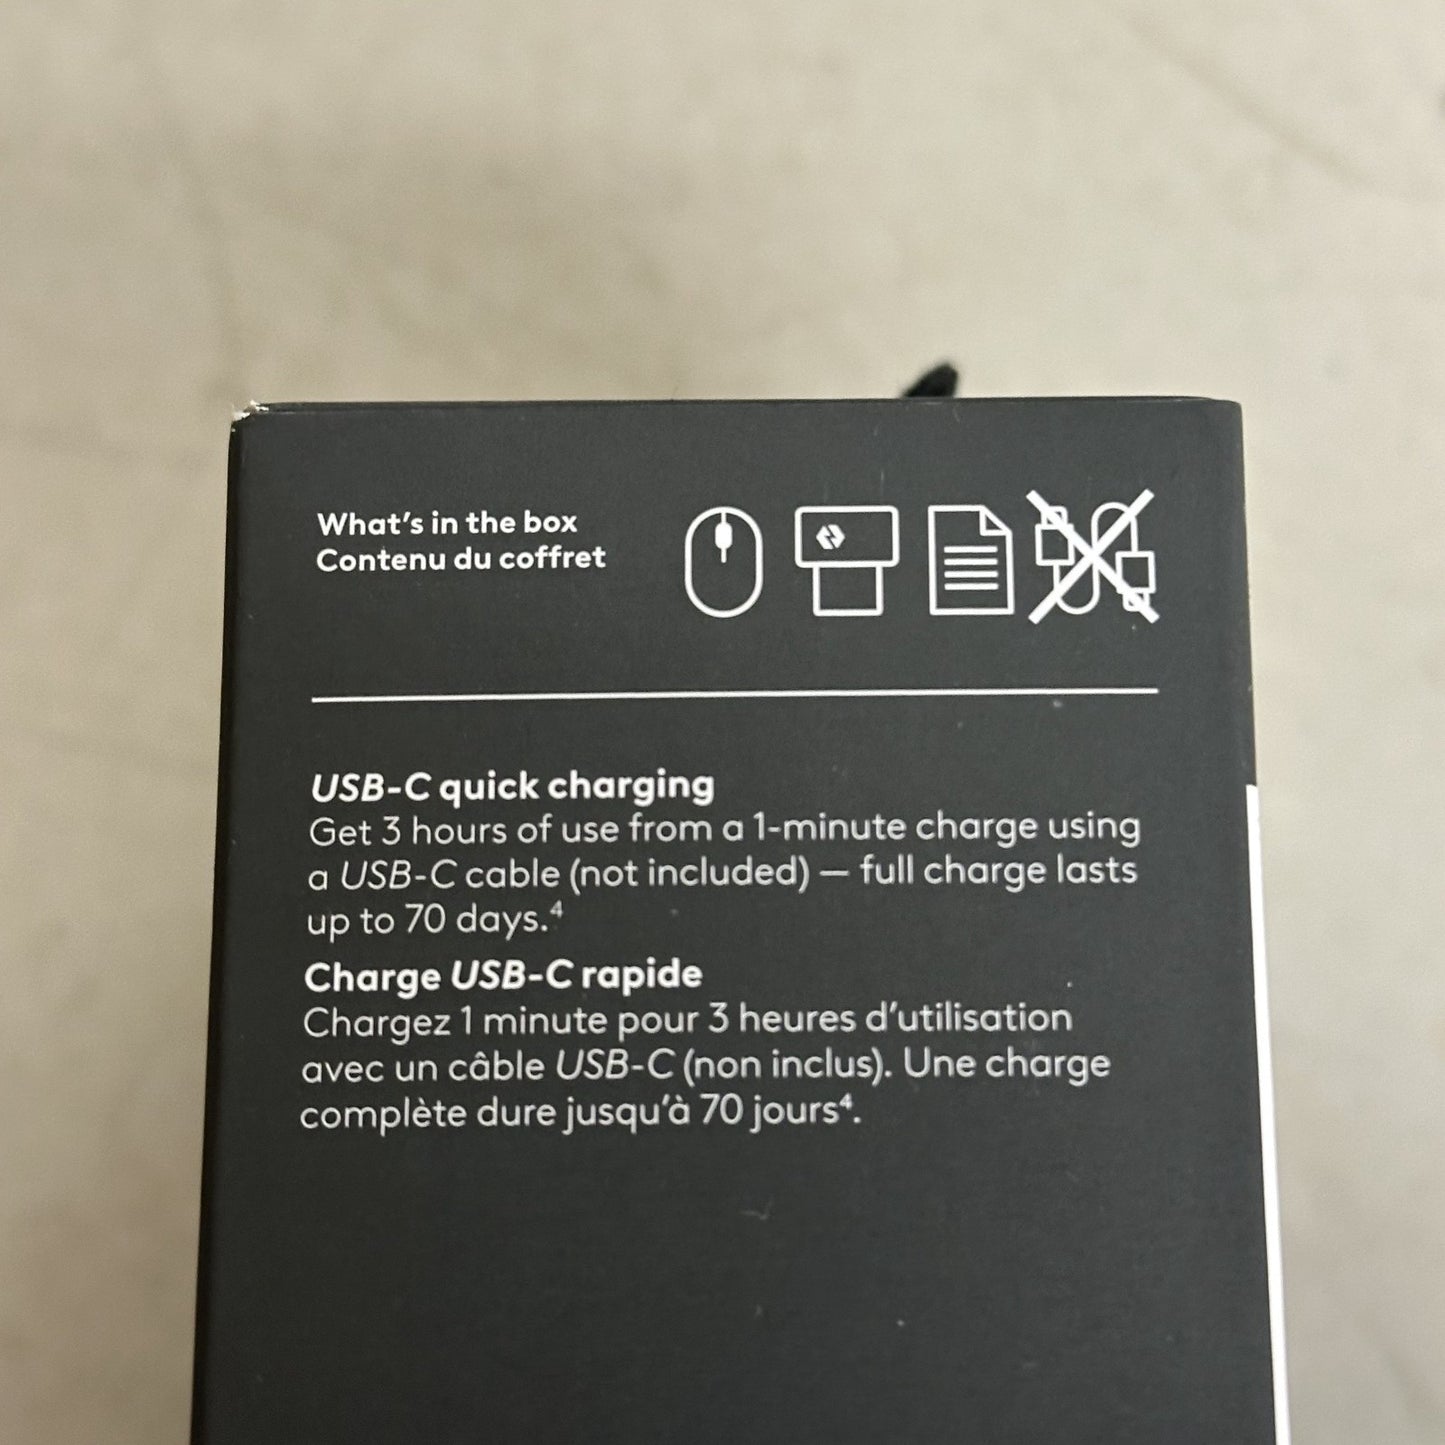 What's in the box
Contenu du coffret
USB-C quick charging
Get 3 hours of use from a 1-minute charge using
a USB-C cable (not included) — full charge lasts
up to 70 days.⁴
Charge USB-C rapide
Chargez 1 minute pour 3 heures d'utilisation
avec un câble USB-C (non inclus). Une charge
complète dure jusqu'à 70 jours⁴.